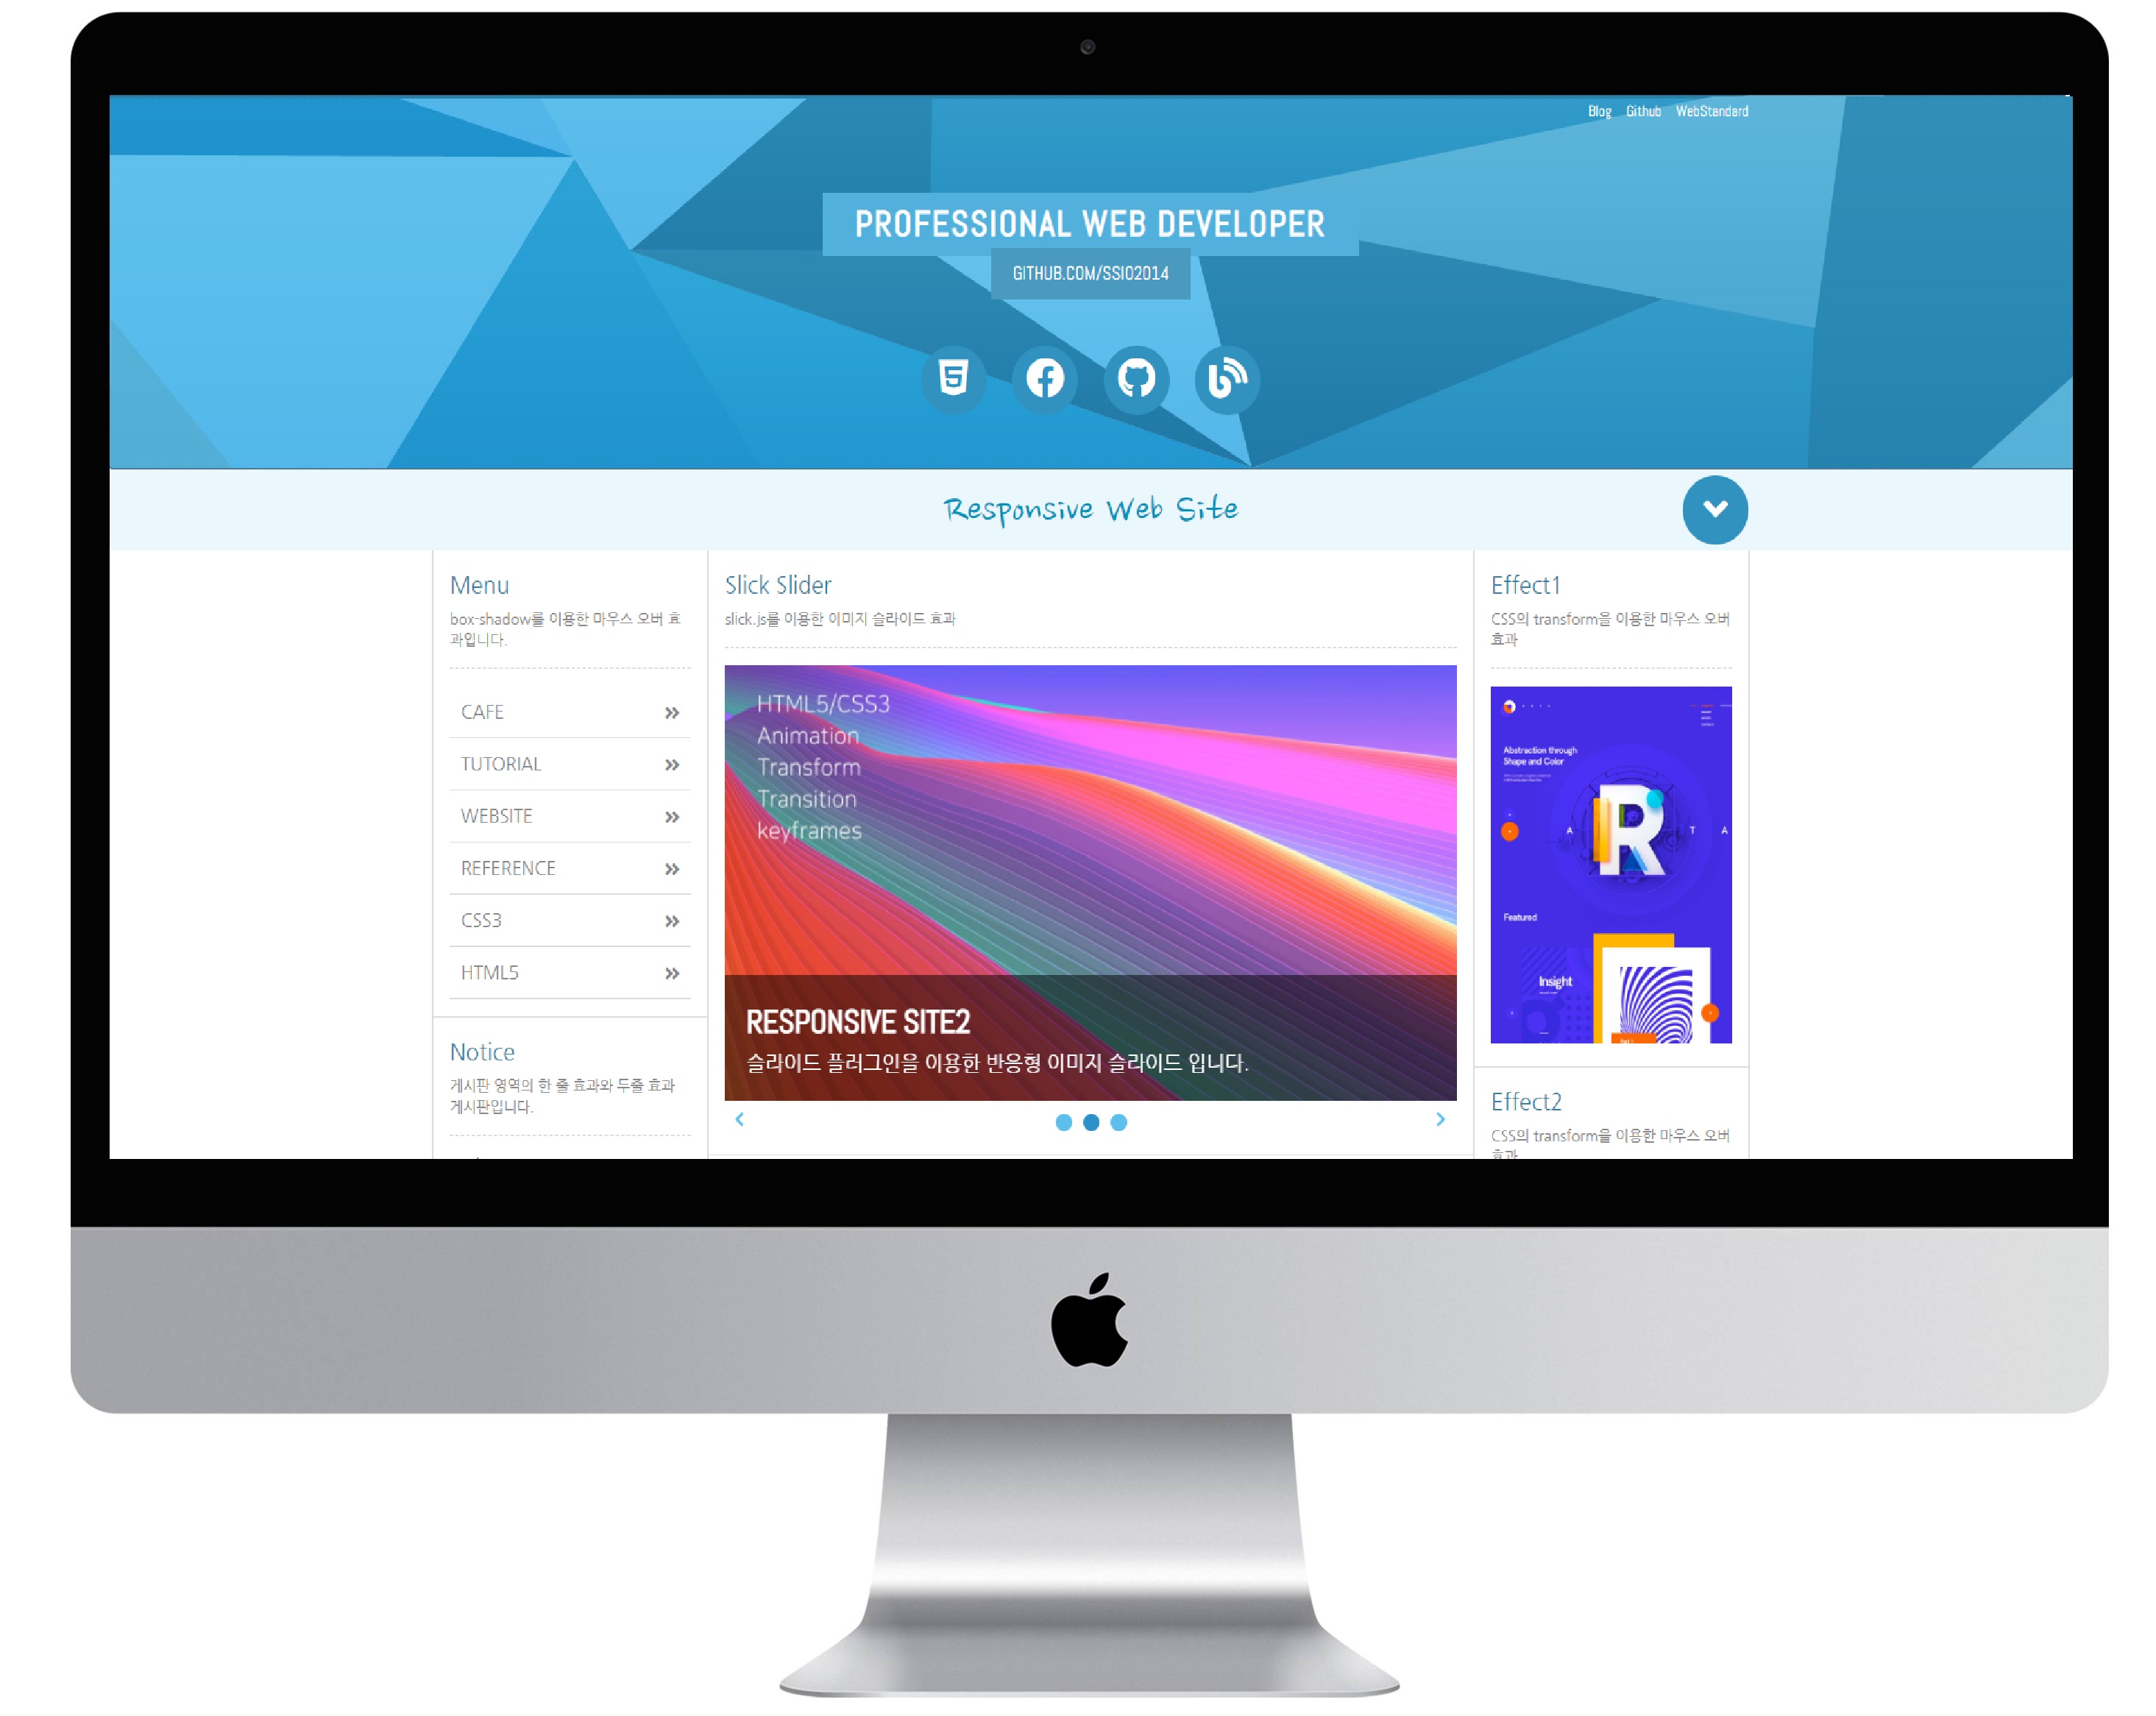 Blog Github WebStandard
PROFESSIONAL WEB DEVELOPER
GITHUB.COM/SSIO2014
Responsive Web Site
Menu
box-shadow를 이용한 마우스 오버 효
과입니다.
CAFE
TUTORIAL
WEBSITE
REFERENCE
CSS3
HTML5
Notice
게시판 영역의 한 줄 효과와 두줄 효과
게시판입니다.
Slick Slider
slick.js를 이용한 이미지 슬라이드 효과
HTML5/CSS3
Animation
Transform
Transition
keyframes
RESPONSIVE SITE2
슬라이드 플러그인을 이용한 반응형 이미지 슬라이드 입니다.
Effect1
CSS의 transform을 이용한 마우스 오버
효과
Abstraction through
Shape and Color
A R T A
Featured
Insight
Effect2
CSS의 transform을 이용한 마우스 오버
효과